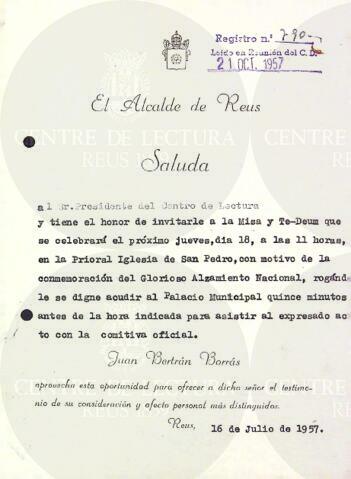 Registro n.º 790
Leído en Reunión del C. D.
21 OCT. 1957
El Alcalde de Reus
CENTRE DE LECTURA
REUS
Saluda
al Sr.Presidente del Centro de Lectura
y tiene el honor de invitarle a la Misa y Te-Deum que
se celebrará el próximo jueves,dia 18, a las 11 horas,
en la Prioral Iglesia de San Pedro,con motivo de la
conmemoración del Glorioso Alzamiento Nacional, rogándo
le se digne acudir al Palacio Municipal quince minutos
antes de la hora indicada para asistir al expresado ac
to con la comitiva oficial.
Juan Bertrán Borrás
aprovecha esta oportunidad para ofrecer a dicho señor el testimo-
nio de su consideración y afecto personal más distinguidos.
Reus, 16 de Julio de 1957.